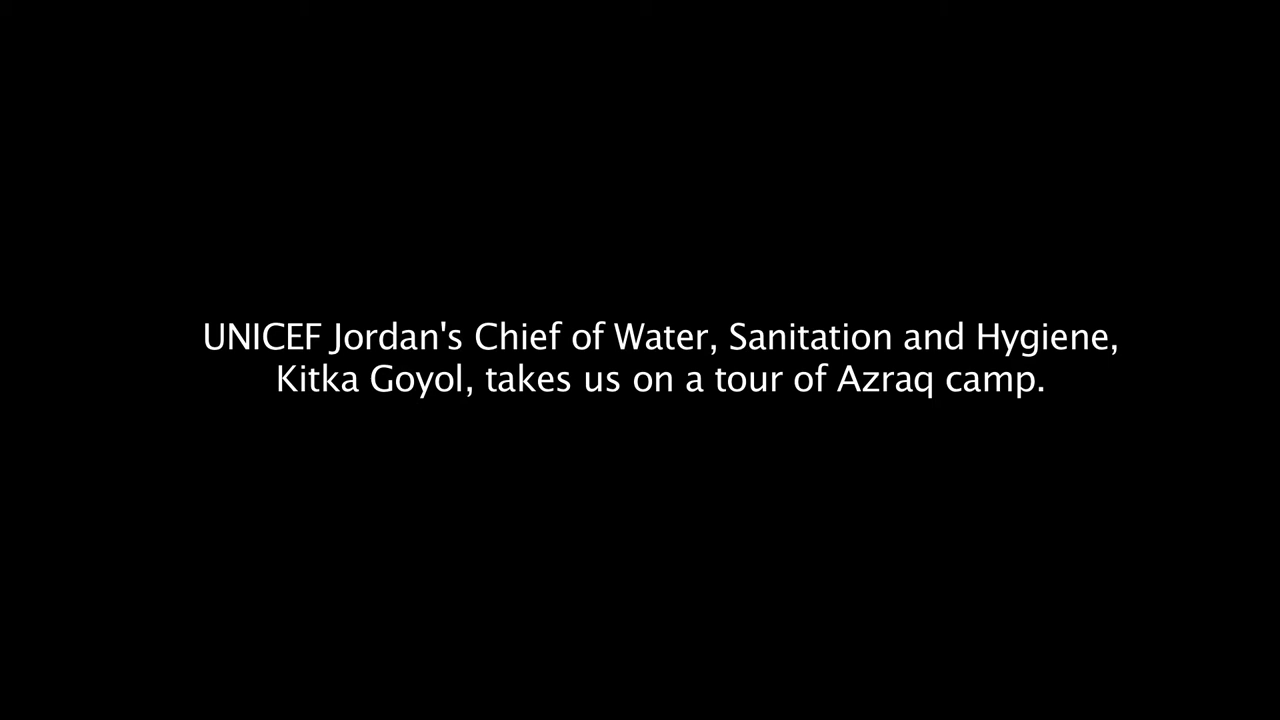 UNICEF Jordan's Chief of Water, Sanitation and Hygiene,
Kitka Goyol, takes us on a tour of Azraq camp.